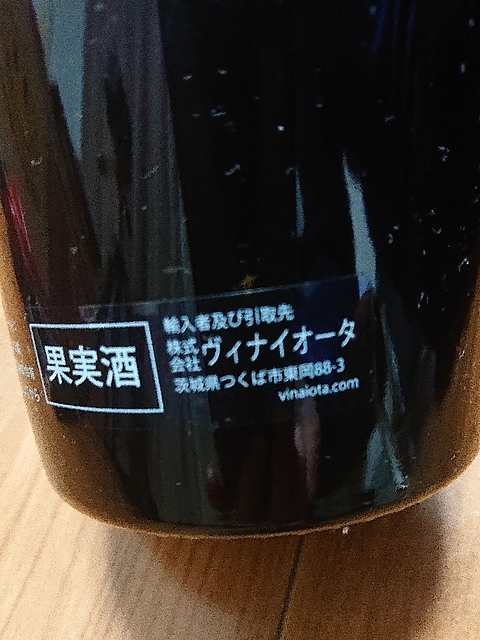 果実酒
輸入者及び引取先
株式会社ヴィナイオータ
茨城県つくば市東岡88-3
vinaiota.com